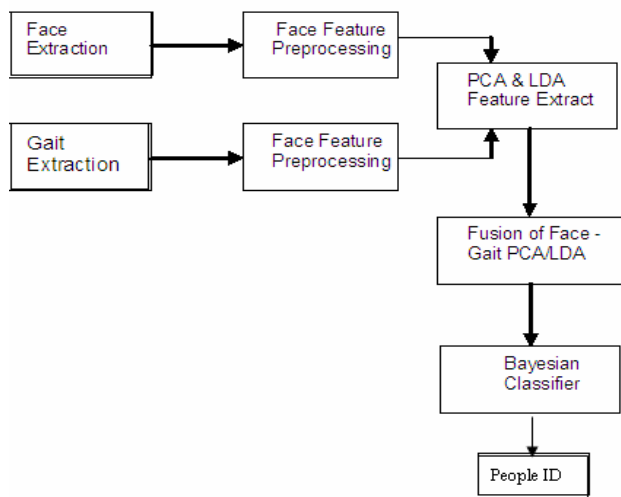 Face
Extraction
Face Feature
Preprocessing
PCA & LDA
Feature Extract
Gait
Extraction
Face Feature
Preprocessing
Fusion of Face -
Gait PCA/LDA
Bayesian
Classifier
People ID